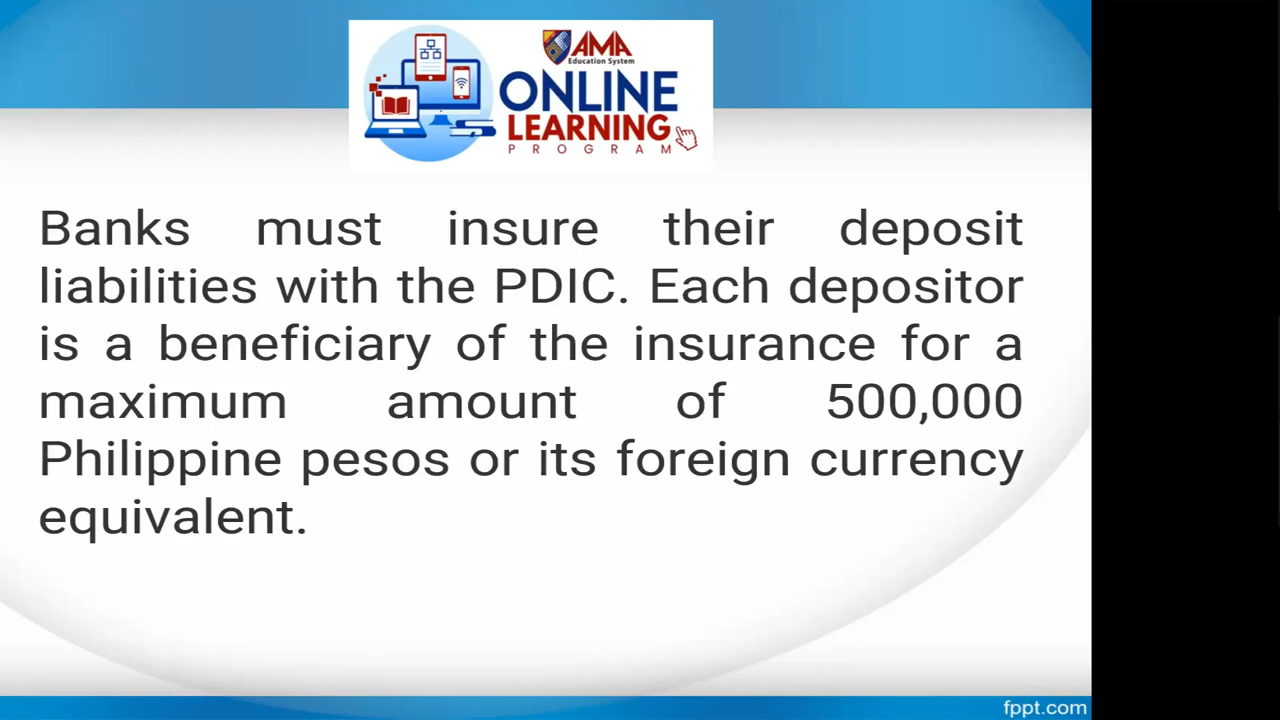 AMA
Education System
ONLINE
LEARNING
PROGRAM
Banks must insure their deposit
liabilities with the PDIC. Each depositor
is a beneficiary of the insurance for a
maximum amount of 500,000
Philippine pesos or its foreign currency
equivalent.
fppt.com